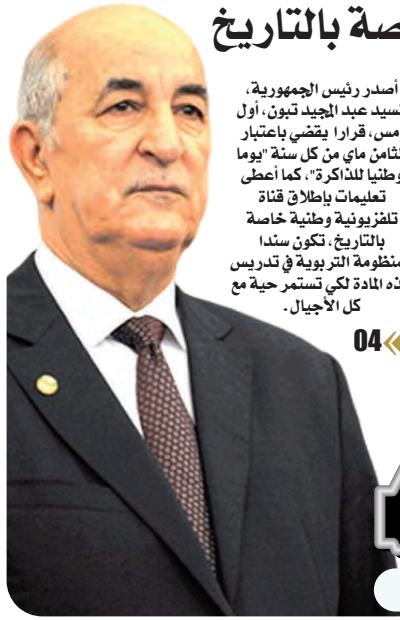 صة بالتاريخ
أصدر رئيس الجمهورية،
لسيد عبد المجيد تبون، أول
مس، قرارا يقضي باعتبار
لثامن ماي من كل سنة "يوما
وطنيا للذاكرة"، كما أعطى
تعليمات بإطلاق قناة
تلفزيونية وطنية خاصة
بالتاريخ، تكون سندا
منظومة التربوية في تدريس
ذه المادة لكي تستمر حية مع
كل الأجيال.
04